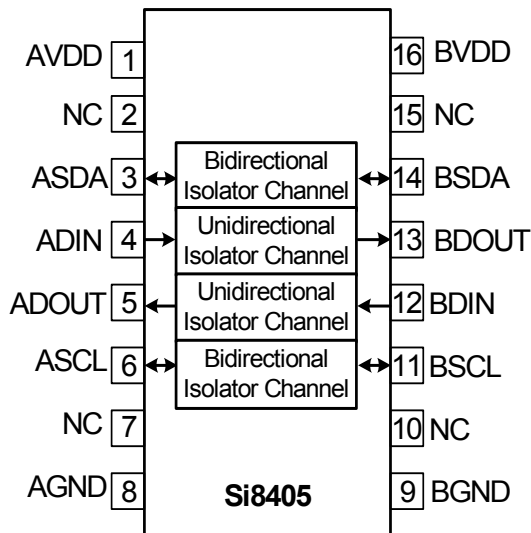 AVDD 1 16 BVDD
NC 2 15 NC
ASDA 3 Bidirectional Isolator Channel 14 BSDA
ADIN 4 Unidirectional Isolator Channel 13 BDOUT
ADOUT 5 Unidirectional Isolator Channel 12 BDIN
ASCL 6 Bidirectional Isolator Channel 11 BSCL
NC 7 10 NC
AGND 8 Si8405 9 BGND